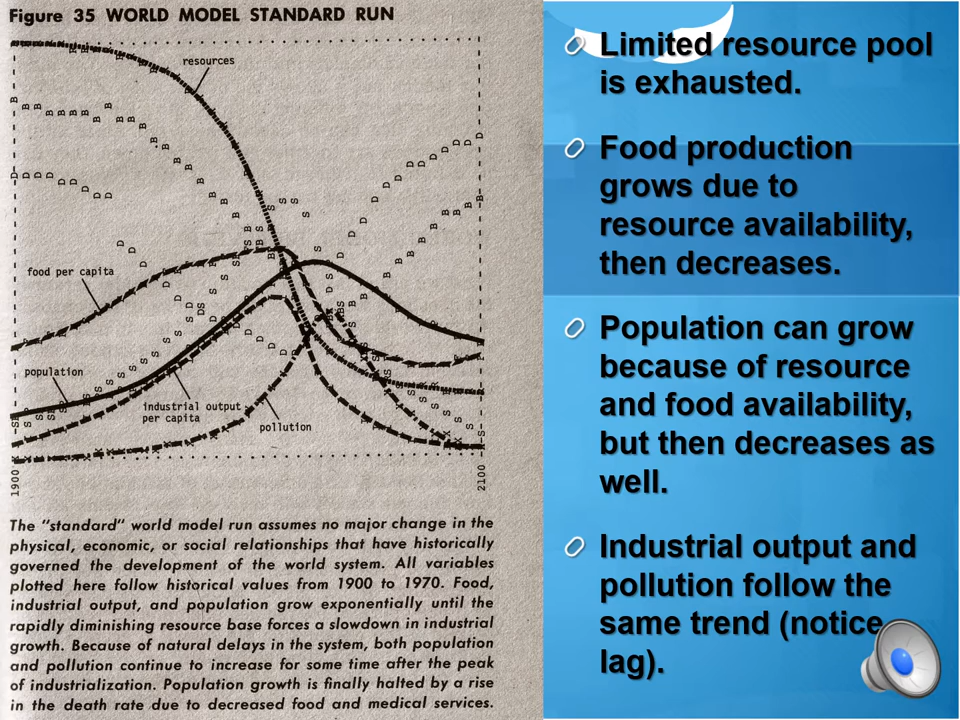 Figure 35 WORLD MODEL STANDARD RUN
resources
food per capita
population
industrial output
per capita
pollution
1900
2100
The "standard" world model run assumes no major change in the
physical, economic, or social relationships that have historically
governed the development of the world system. All variables
plotted here follow historical values from 1900 to 1970. Food,
industrial output, and population grow exponentially until the
rapidly diminishing resource base forces a slowdown in industrial
growth. Because of natural delays in the system, both population
and pollution continue to increase for some time after the peak
of industrialization. Population growth is finally halted by a rise
in the death rate due to decreased food and medical services.
Limited resource pool
is exhausted.
Food production
grows due to
resource availability,
then decreases.
Population can grow
because of resource
and food availability,
but then decreases as
well.
Industrial output and
pollution follow the
same trend (notice
lag).